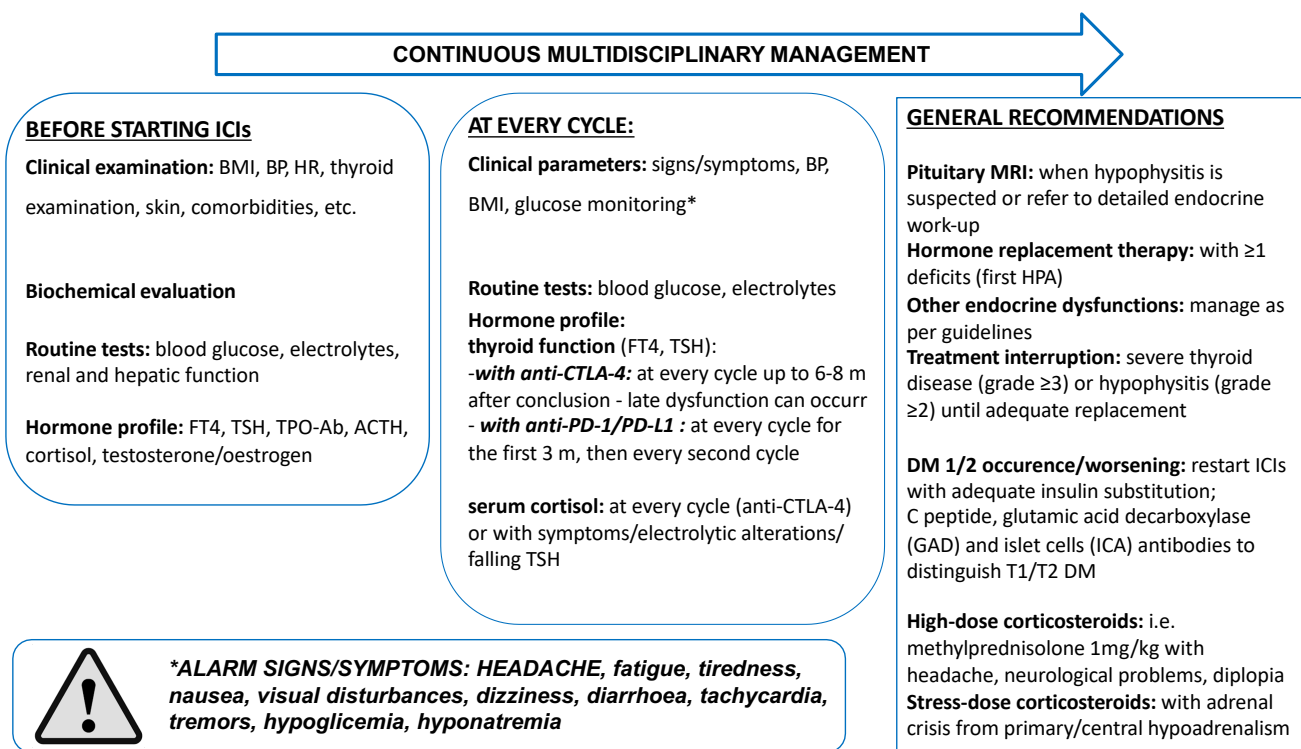 CONTINUOUS MULTIDISCIPLINARY MANAGEMENT
BEFORE STARTING ICIs
Clinical examination: BMI, BP, HR, thyroid
examination, skin, comorbidities, etc.
Biochemical evaluation
Routine tests: blood glucose, electrolytes,
renal and hepatic function
Hormone profile: FT4, TSH, TPO-Ab, ACTH,
cortisol, testosterone/oestrogen
AT EVERY CYCLE:
Clinical parameters: signs/symptoms, BP,
BMI, glucose monitoring*
Routine tests: blood glucose, electrolytes
Hormone profile:
thyroid function (FT4, TSH):
-with anti-CTLA-4: at every cycle up to 6-8 m
after conclusion - late dysfunction can occurr
- with anti-PD-1/PD-L1 : at every cycle for
the first 3 m, then every second cycle
serum cortisol: at every cycle (anti-CTLA-4)
or with symptoms/electrolytic alterations/
falling TSH
GENERAL RECOMMENDATIONS
Pituitary MRI: when hypophysitis is
suspected or refer to detailed endocrine
work-up
Hormone replacement therapy: with ≥1
deficits (first HPA)
Other endocrine dysfunctions: manage as
per guidelines
Treatment interruption: severe thyroid
disease (grade ≥3) or hypophysitis (grade
≥2) until adequate replacement
DM 1/2 occurence/worsening: restart ICIs
with adequate insulin substitution;
C peptide, glutamic acid decarboxylase
(GAD) and islet cells (ICA) antibodies to
distinguish T1/T2 DM
High-dose corticosteroids: i.e.
methylprednisolone 1mg/kg with
headache, neurological problems, diplopia
Stress-dose corticosteroids: with adrenal
crisis from primary/central hypoadrenalism
*ALARM SIGNS/SYMPTOMS: HEADACHE, fatigue, tiredness,
nausea, visual disturbances, dizziness, diarrhoea, tachycardia,
tremors, hypoglicemia, hyponatremia